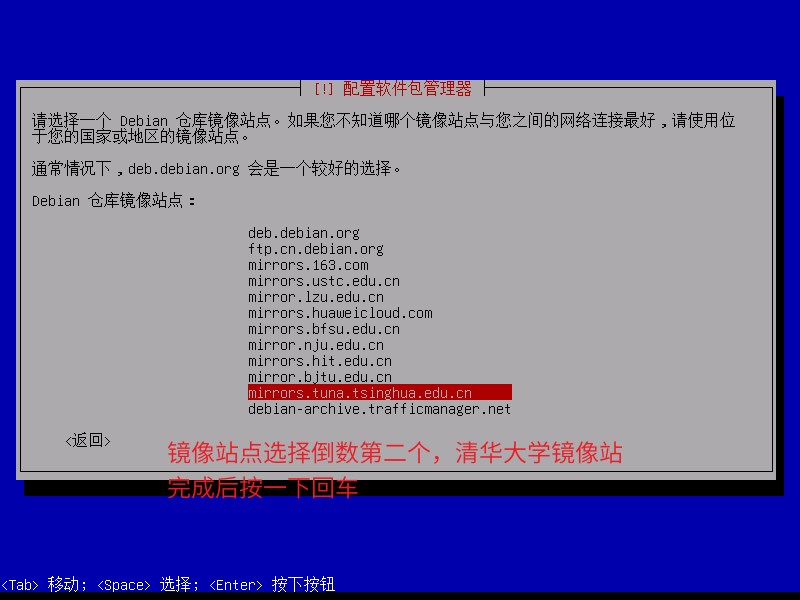 [!] 配置软件包管理器
请选择一个 Debian 仓库镜像站点。如果您不知道哪个镜像站点与您之间的网络连接最好，请使用位
于您的国家或地区的镜像站点。
通常情况下，deb.debian.org 会是一个较好的选择。
Debian 仓库镜像站点：
deb.debian.org
ftp.cn.debian.org
mirrors.163.com
mirrors.ustc.edu.cn
mirror.lzu.edu.cn
mirrors.huaweicloud.com
mirrors.bfsu.edu.cn
mirror.nju.edu.cn
mirrors.hit.edu.cn
mirror.bjtu.edu.cn
mirrors.tuna.tsinghua.edu.cn
debian-archive.trafficmanager.net
<返回>
镜像站点选择倒数第二个，清华大学镜像站
完成后按一下回车
<Tab> 移动；<Space> 选择；<Enter> 按下按钮